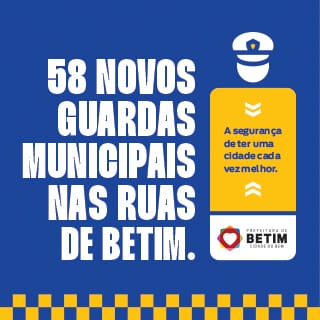 58 NOVOS
GUARDAS
MUNICIPAIS
NAS RUAS
DE BETIM.
A segurança
de ter uma
cidade cada
vez melhor.
PREFEITURA DE
BETIM
CIDADE DO BEM